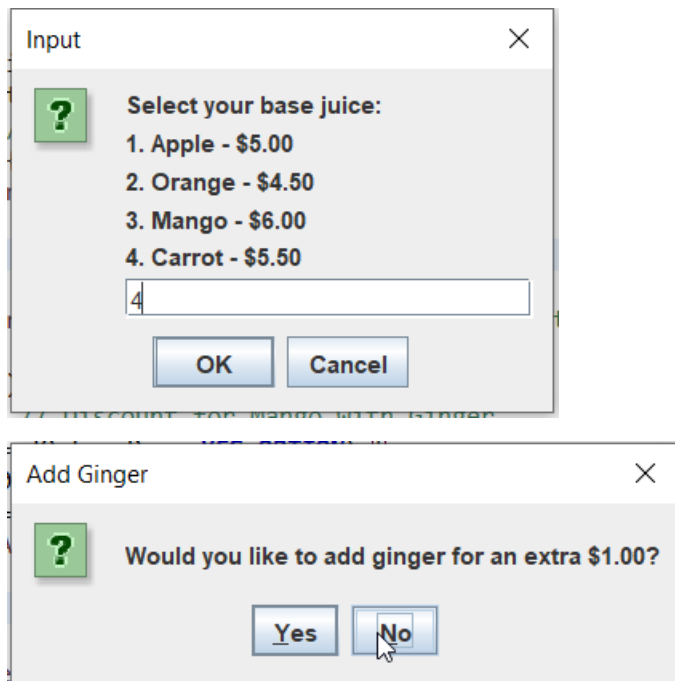 Input
?
Select your base juice:
1. Apple - $5.00
2. Orange - $4.50
3. Mango - $6.00
4. Carrot - $5.50
4
OK Cancel
// Discount for Mango with Ginger
Add Ginger
?
Would you like to add ginger for an extra $1.00?
Yes No